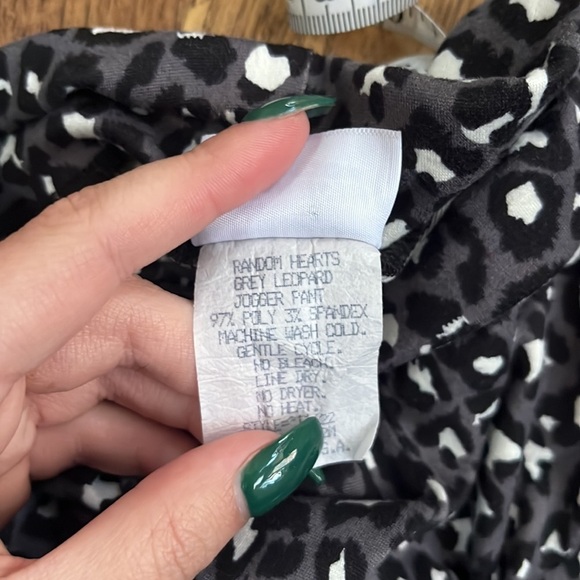 RANDOM HEARTS
GREY LEOPARD
JOGGER PANT
97% POLY 3% SPANDEX
MACHINE WASH COLD.
GENTLE CYCLE.
NO BLEACH.
LINE DRY.
NO DRYER.
NO HEAT.